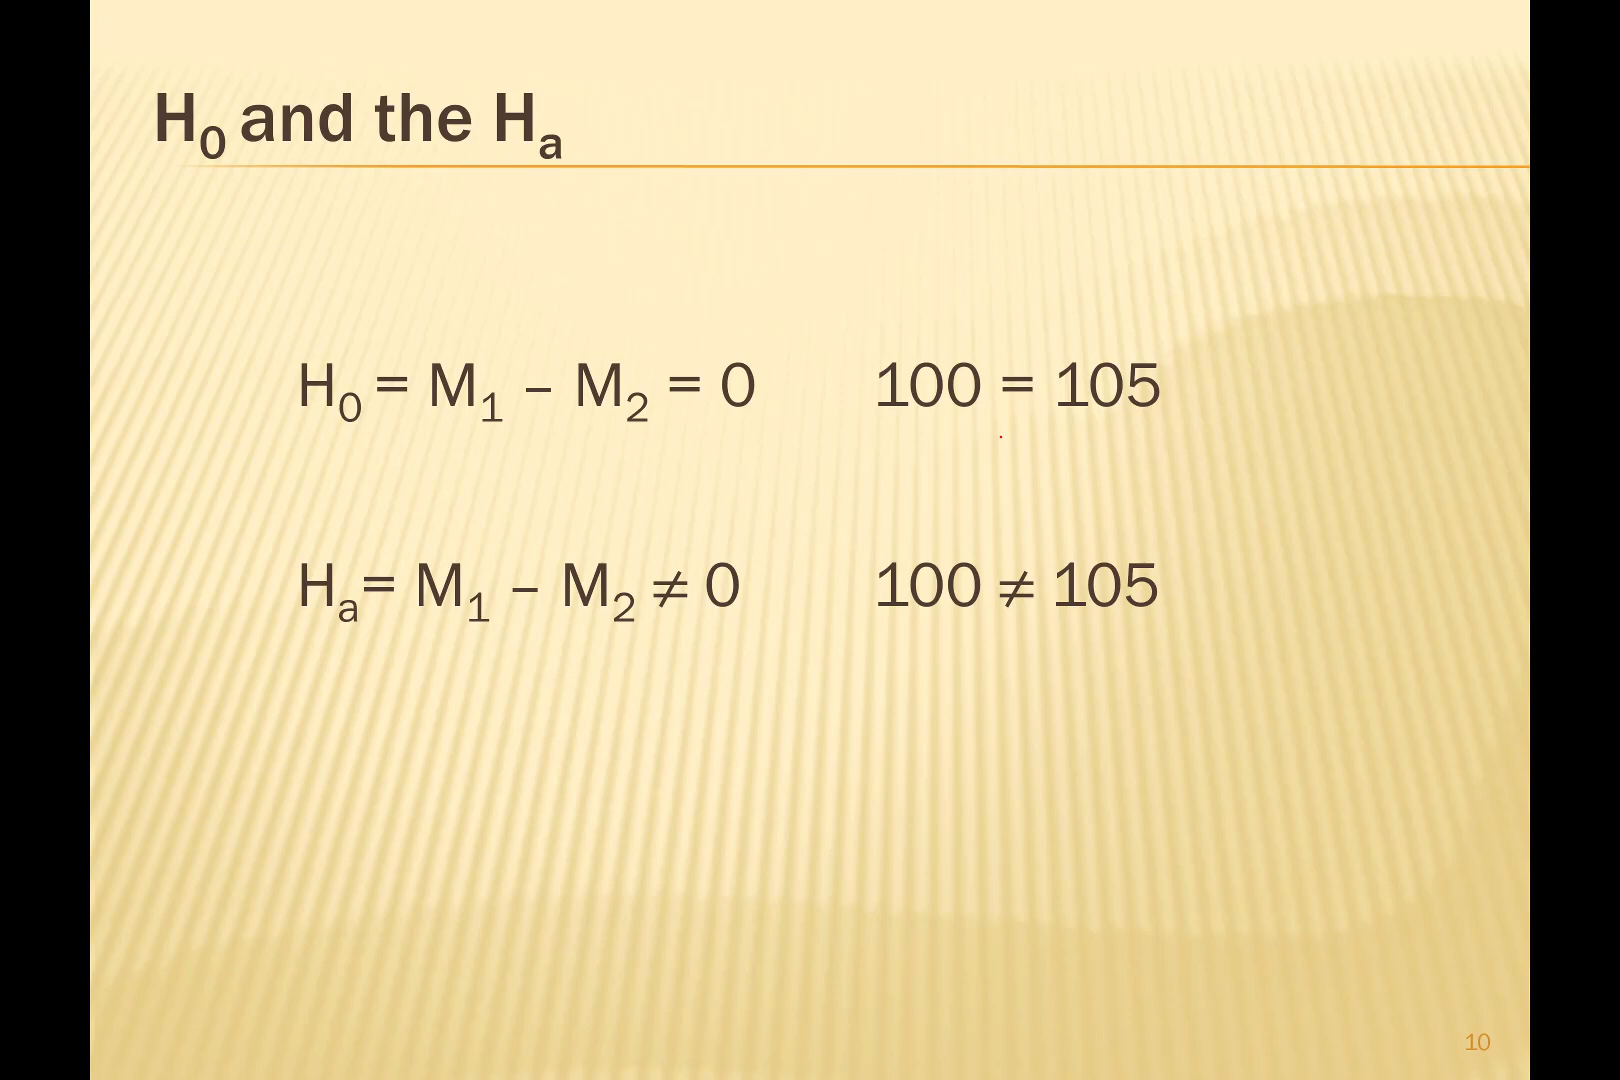 H₀ and the Hₐ
H₀ = M₁ – M₂ = 0 100 = 105
Hₐ= M₁ – M₂ ≠ 0 100 ≠ 105
10